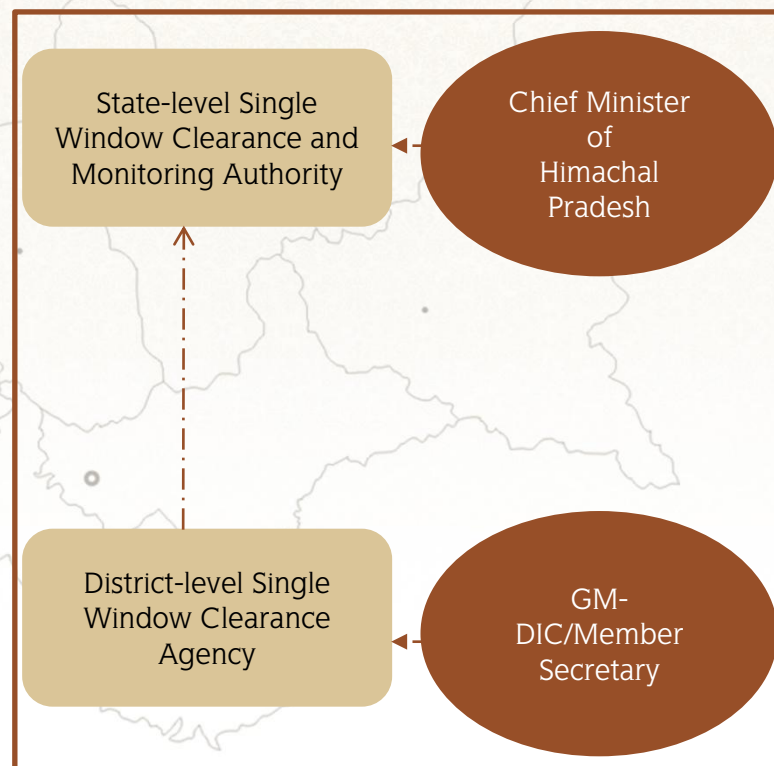 State-level Single
Window Clearance and
Monitoring Authority
Chief Minister
of
Himachal
Pradesh
District-level Single
Window Clearance
Agency
GM-
DIC/Member
Secretary